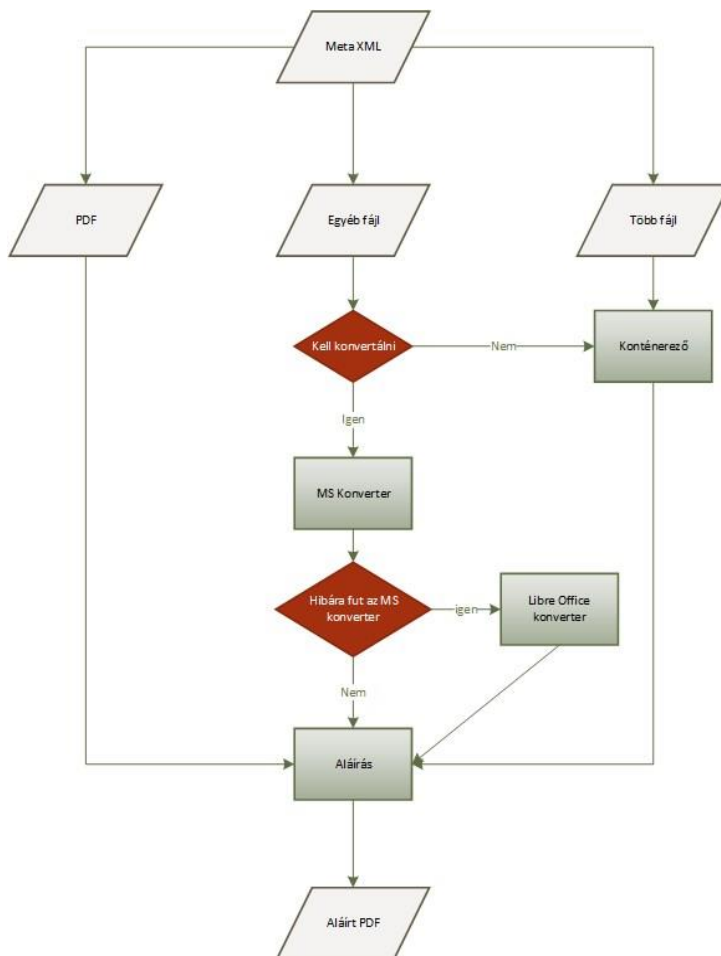 Meta XML
PDF
Egyéb fájl
Több fájl
Kell konvertálni
Nem
Konténerező
Igen
MS Konverter
Hibára fut az MS
konverter
igen
Libre Office
konverter
Nem
Aláírás
Aláírt PDF